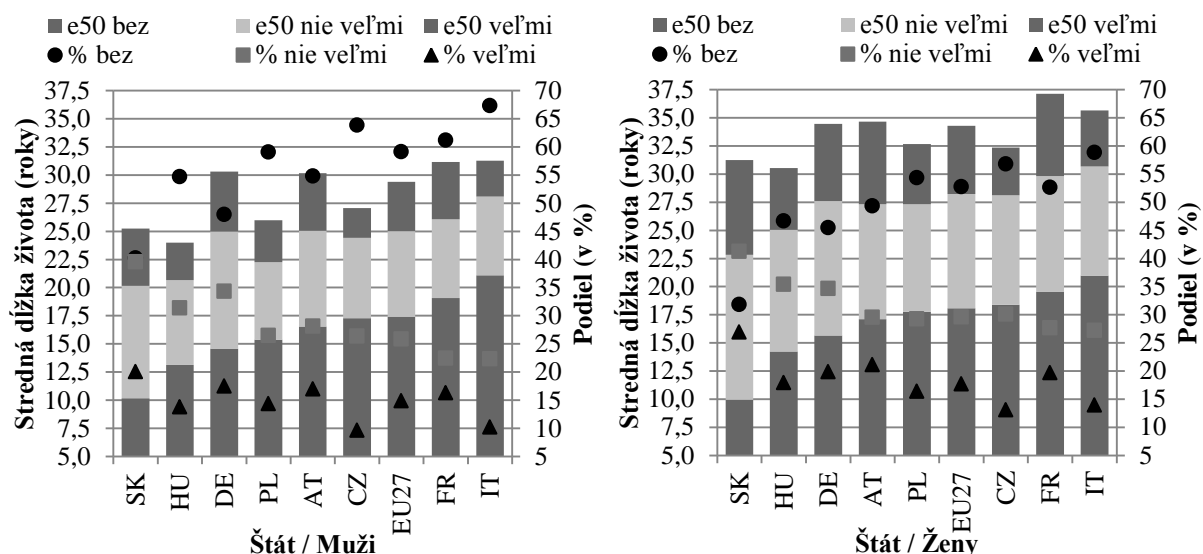 e50 bez e50 nie veľmi e50 veľmi
% bez % nie veľmi % veľmi
Stredná dĺžka života (roky)
37,5
35,0
32,5
30,0
27,5
25,0
22,5
20,0
17,5
15,0
12,5
10,0
7,5
5,0
70
65
60
55
50
45
40
35
30
25
20
15
10
5
Podiel (v %)
SK
HU
DE
PL
AT
CZ
EU27
FR
IT
Štát / Muži
e50 bez e50 nie veľmi e50 veľmi
% bez % nie veľmi % veľmi
Stredná dĺžka života (roky)
37,5
35,0
32,5
30,0
27,5
25,0
22,5
20,0
17,5
15,0
12,5
10,0
7,5
5,0
70
65
60
55
50
45
40
35
30
25
20
15
10
5
Podiel (v %)
SK
HU
DE
AT
PL
EU27
CZ
FR
IT
Štát / Ženy